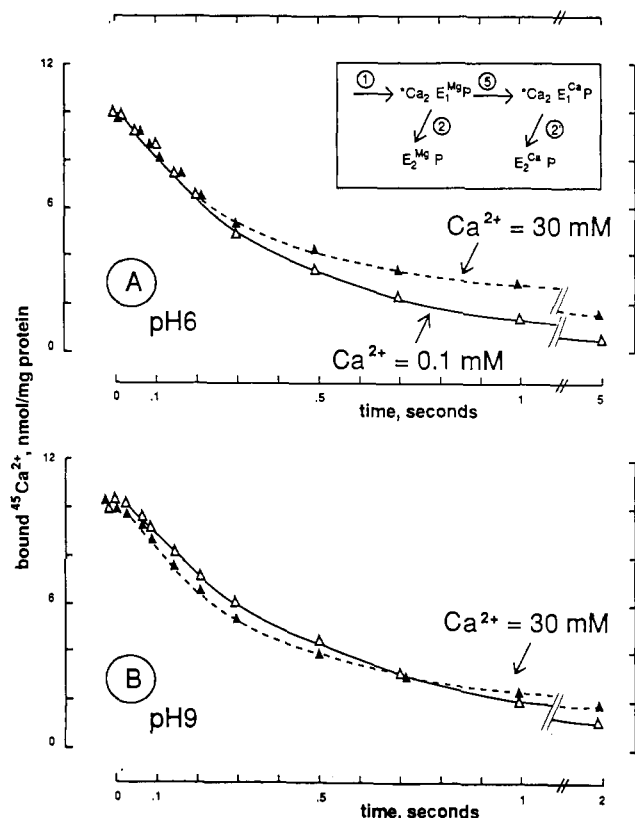 12
6
0
① ⑤
*Ca₂ E₁ᴹᵍP *Ca₂ E₁ᶜᵃP
② ②'
E₂ᴹᵍ P E₂ᶜᵃ P
Ca²⁺ = 30 mM
A
pH6
Ca²⁺ = 0.1 mM
0 .1 .5 1 5
time, seconds
bound ⁴⁵Ca²⁺, nmol/mg protein
12
6
0
Ca²⁺ = 30 mM
B
pH9
0 .1 .5 1 2
time, seconds